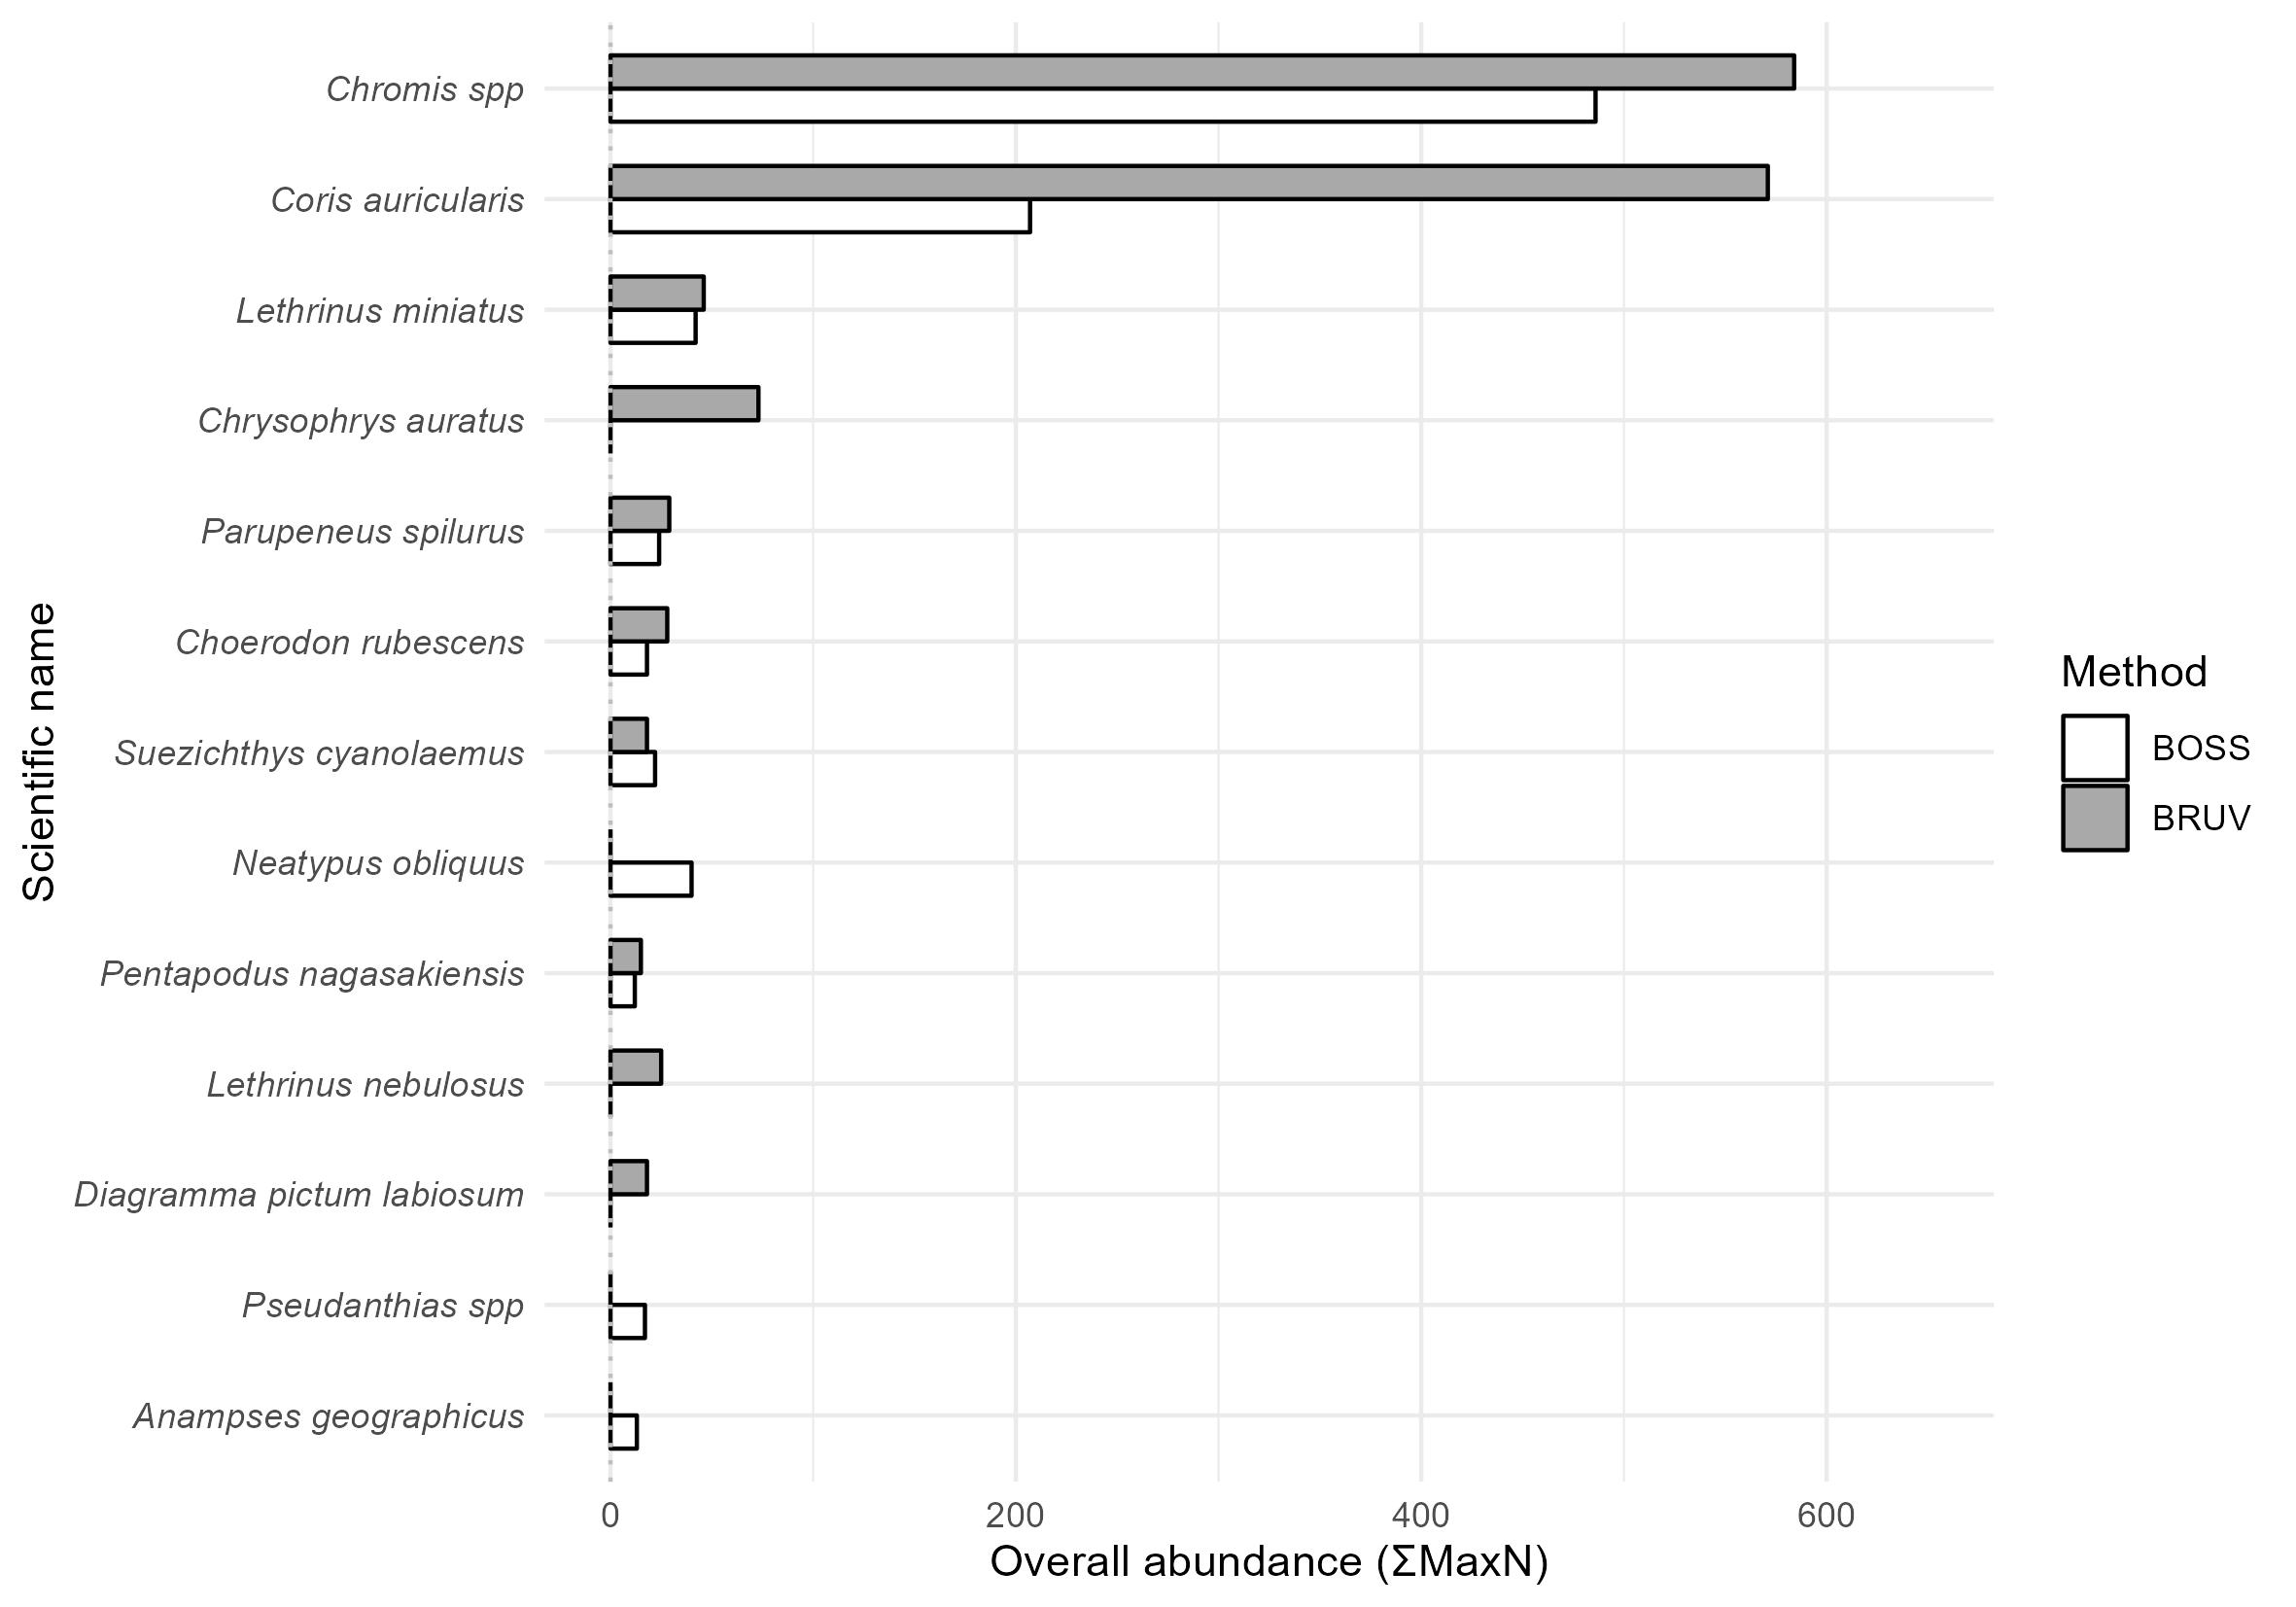 Chromis spp
Coris auricularis
Lethrinus miniatus
Chrysophrys auratus
Parupeneus spilurus
Choerodon rubescens
Suezichthys cyanolaemus
Neatypus obliquus
Pentapodus nagasakiensis
Lethrinus nebulosus
Diagramma pictum labiosum
Pseudanthias spp
Anampses geographicus
Scientific name
0 200 400 600
Overall abundance (ΣMaxN)
Method
BOSS
BRUV